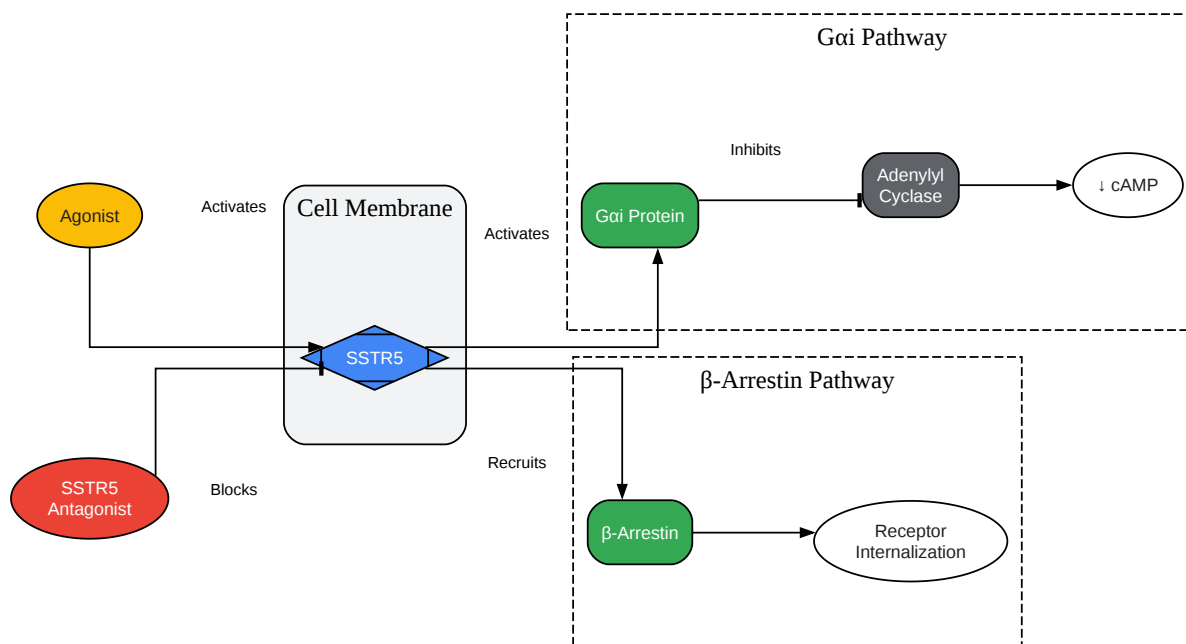 Gαi Pathway
Inhibits
Adenylyl
Cyclase
↓ cAMP
Agonist
Activates
Cell Membrane
Activates
Gαi Protein
SSTR5
β-Arrestin Pathway
Recruits
SSTR5
Antagonist
Blocks
β-Arrestin
Receptor
Internalization